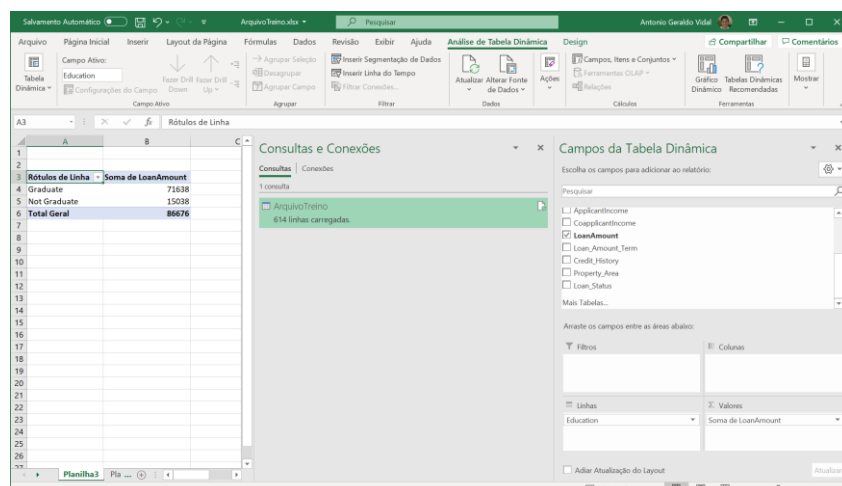 Salvamento Automático
ArquivoTreino.xlsx
Pesquisar
Antonio Geraldo Vidal
Arquivo Página Inicial Inserir Layout da Página Fórmulas Dados Revisão Exibir Ajuda Análise de Tabela Dinâmica Design Compartilhar Comentários
Tabela Dinâmica
Campo Ativo:
Education
Configurações do Campo
Fazer Drill Down
Fazer Drill Up
Campo Ativo
Agrupar Seleção
Desagrupar
Agrupar Campo
Agrupar
Inserir Segmentação de Dados
Inserir Linha do Tempo
Filtrar Conexões...
Filtrar
Atualizar
Alterar Fonte de Dados
Dados
Ações
Campos, Itens e Conjuntos
Ferramentas OLAP
Relações
Cálculos
Gráfico Dinâmico
Tabelas Dinâmicas Recomendadas
Ferramentas
Mostrar
A3
fx
Rótulos de Linha
A B C
1
2
3 Rótulos de Linha Soma de LoanAmount
4 Graduate 71638
5 Not Graduate 15038
6 Total Geral 86676
7
8
9
10
11
12
13
14
15
16
17
18
19
20
21
22
23
24
25
26
27
Planilha3 Pla ...
Consultas e Conexões
Consultas Conexões
1 consulta
ArquivoTreino
614 linhas carregadas.
Campos da Tabela Dinâmica
Escolha os campos para adicionar ao relatório:
Pesquisar
ApplicantIncome
CoapplicantIncome
LoanAmount
Loan_Amount_Term
Credit_History
Property_Area
Loan_Status
Mais Tabelas...
Arraste os campos entre as áreas abaixo:
Filtros
Colunas
Linhas
Education
Σ Valores
Soma de LoanAmount
Adiar Atualização do Layout
Atualizar